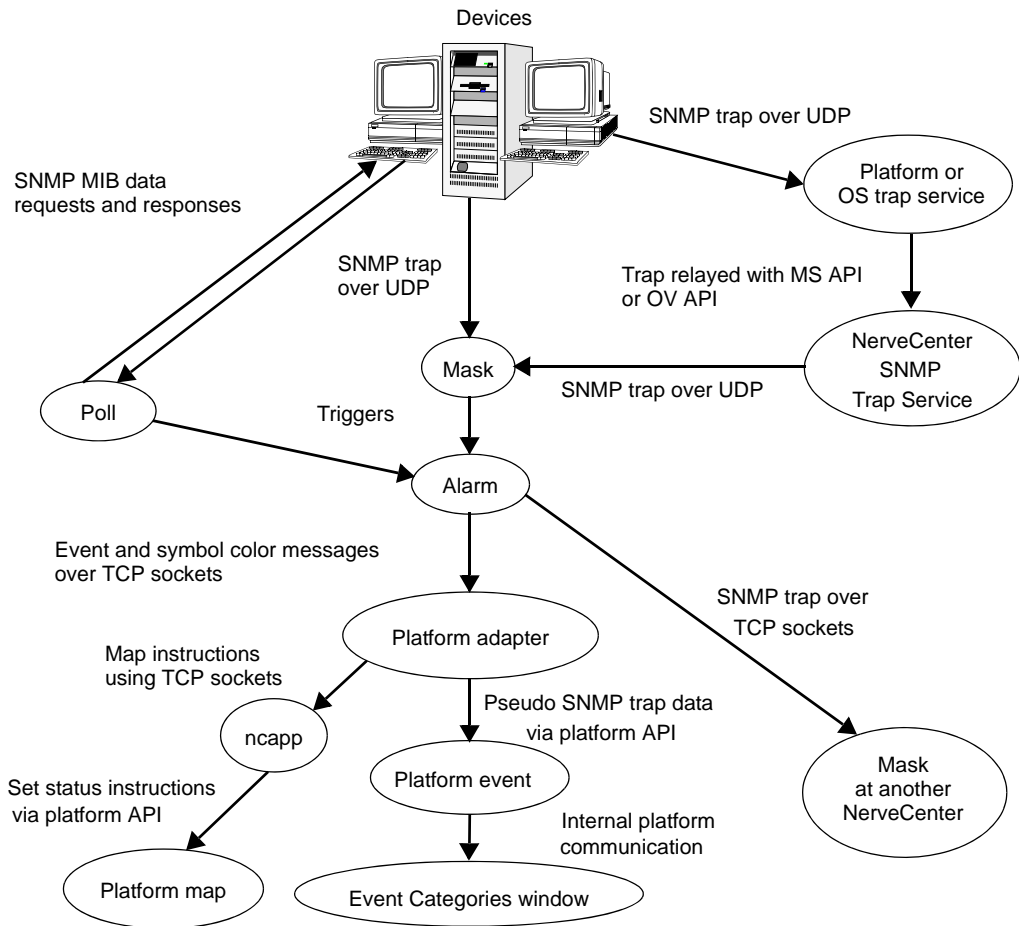 Devices
SNMP trap over UDP
Platform or
OS trap service
SNMP MIB data
requests and responses
SNMP trap
over UDP
Trap relayed with MS API
or OV API
NerveCenter
SNMP
Trap Service
Mask
SNMP trap over UDP
Poll
Triggers
Alarm
Event and symbol color messages
over TCP sockets
SNMP trap over
TCP sockets
Platform adapter
Map instructions
using TCP sockets
Pseudo SNMP trap data
via platform API
ncapp
Platform event
Mask
at another
NerveCenter
Set status instructions
via platform API
Internal platform
communication
Platform map
Event Categories window